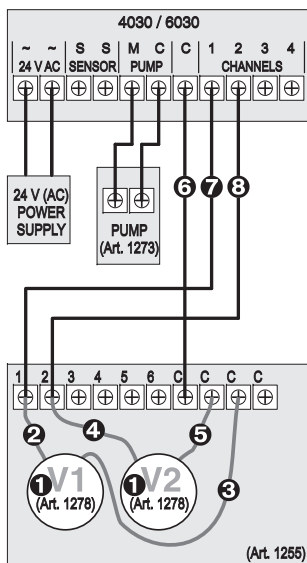 4030 / 6030
~ ~ S S M C C 1 2 3 4
24 V AC SENSOR PUMP CHANNELS
6 7 8
24 V (AC)
POWER
SUPPLY
PUMP
(Art. 1273)
1 2 3 4 5 6 C C C C
2 4 5
1 V1 1 V2
(Art. 1278) (Art. 1278)
3
(Art. 1255)